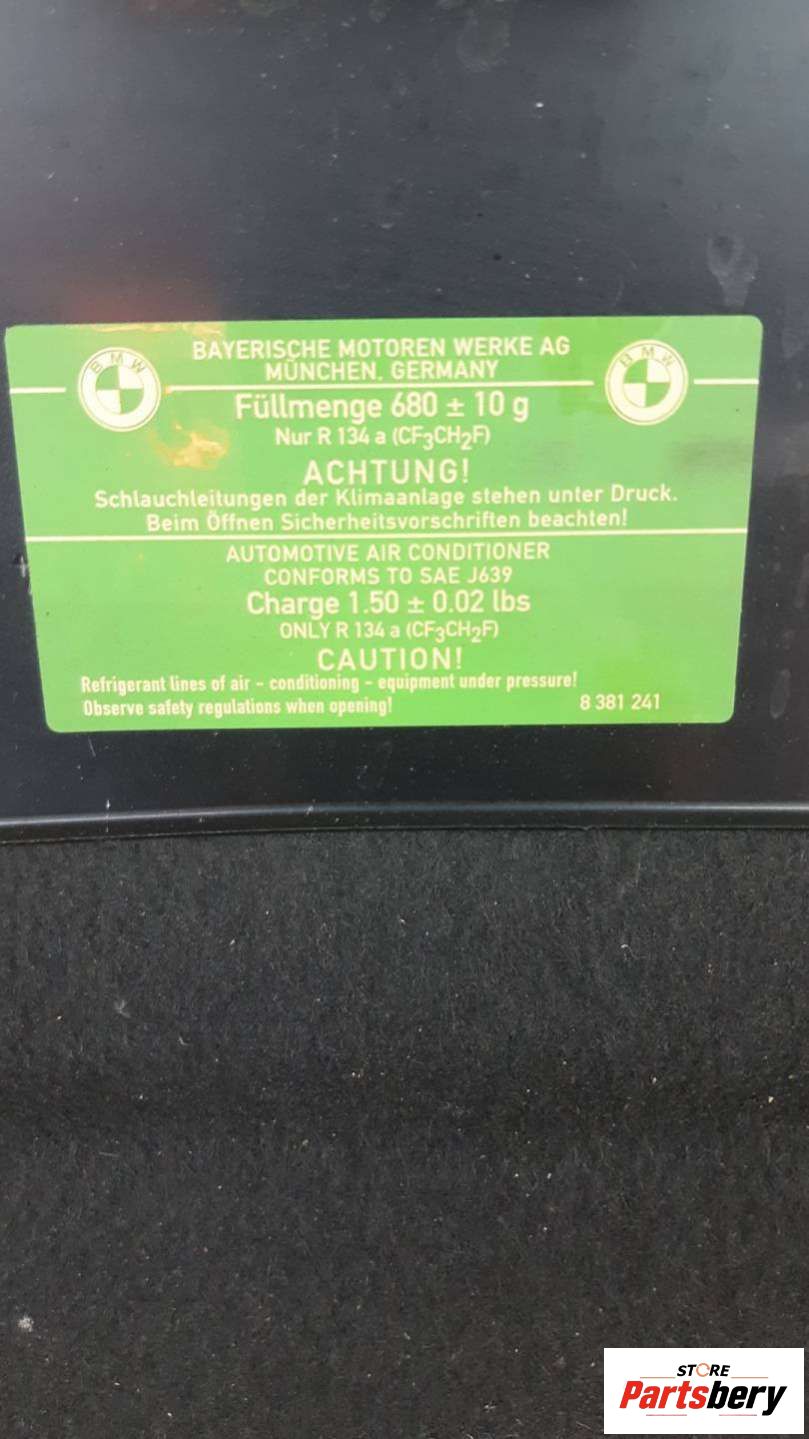 BMW
BMW
BAYERISCHE MOTOREN WERKE AG
MÜNCHEN, GERMANY
Füllmenge 680 ± 10 g
Nur R 134 a (CF3CH2F)
ACHTUNG!
Schlauchleitungen der Klimaanlage stehen unter Druck.
Beim Öffnen Sicherheitsvorschriften beachten!
AUTOMOTIVE AIR CONDITIONER
CONFORMS TO SAE J639
Charge 1.50 ± 0.02 lbs
ONLY R 134 a (CF3CH2F)
CAUTION!
Refrigerant lines of air - conditioning - equipment under pressure!
Observe safety regulations when opening!
8 381 241
STORE
Partsbery